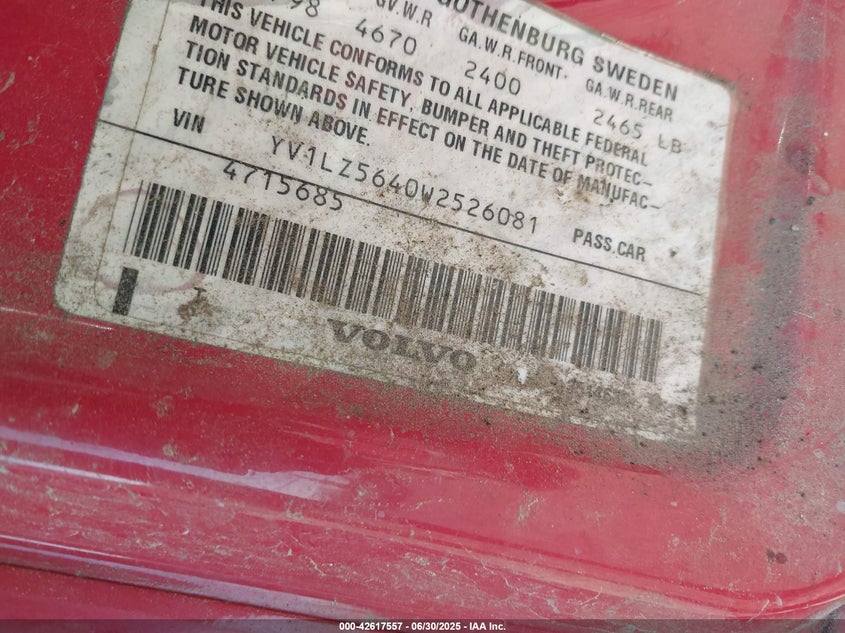 GOTHENBURG SWEDEN
98 GV.W.R GA.W.R.FRONT, GA.W.R.REAR
4670 2400 2465 LB
THIS VEHICLE CONFORMS TO ALL APPLICABLE FEDERAL
MOTOR VEHICLE SAFETY, BUMPER AND THEFT PROTEC-
TION STANDARDS IN EFFECT ON THE DATE OF MANUFAC-
TURE SHOWN ABOVE.
VIN YV1LZ5640W2526081 PASS.CAR
4715685
VOLVO
000-42617557 - 06/30/2025 - IAA Inc.